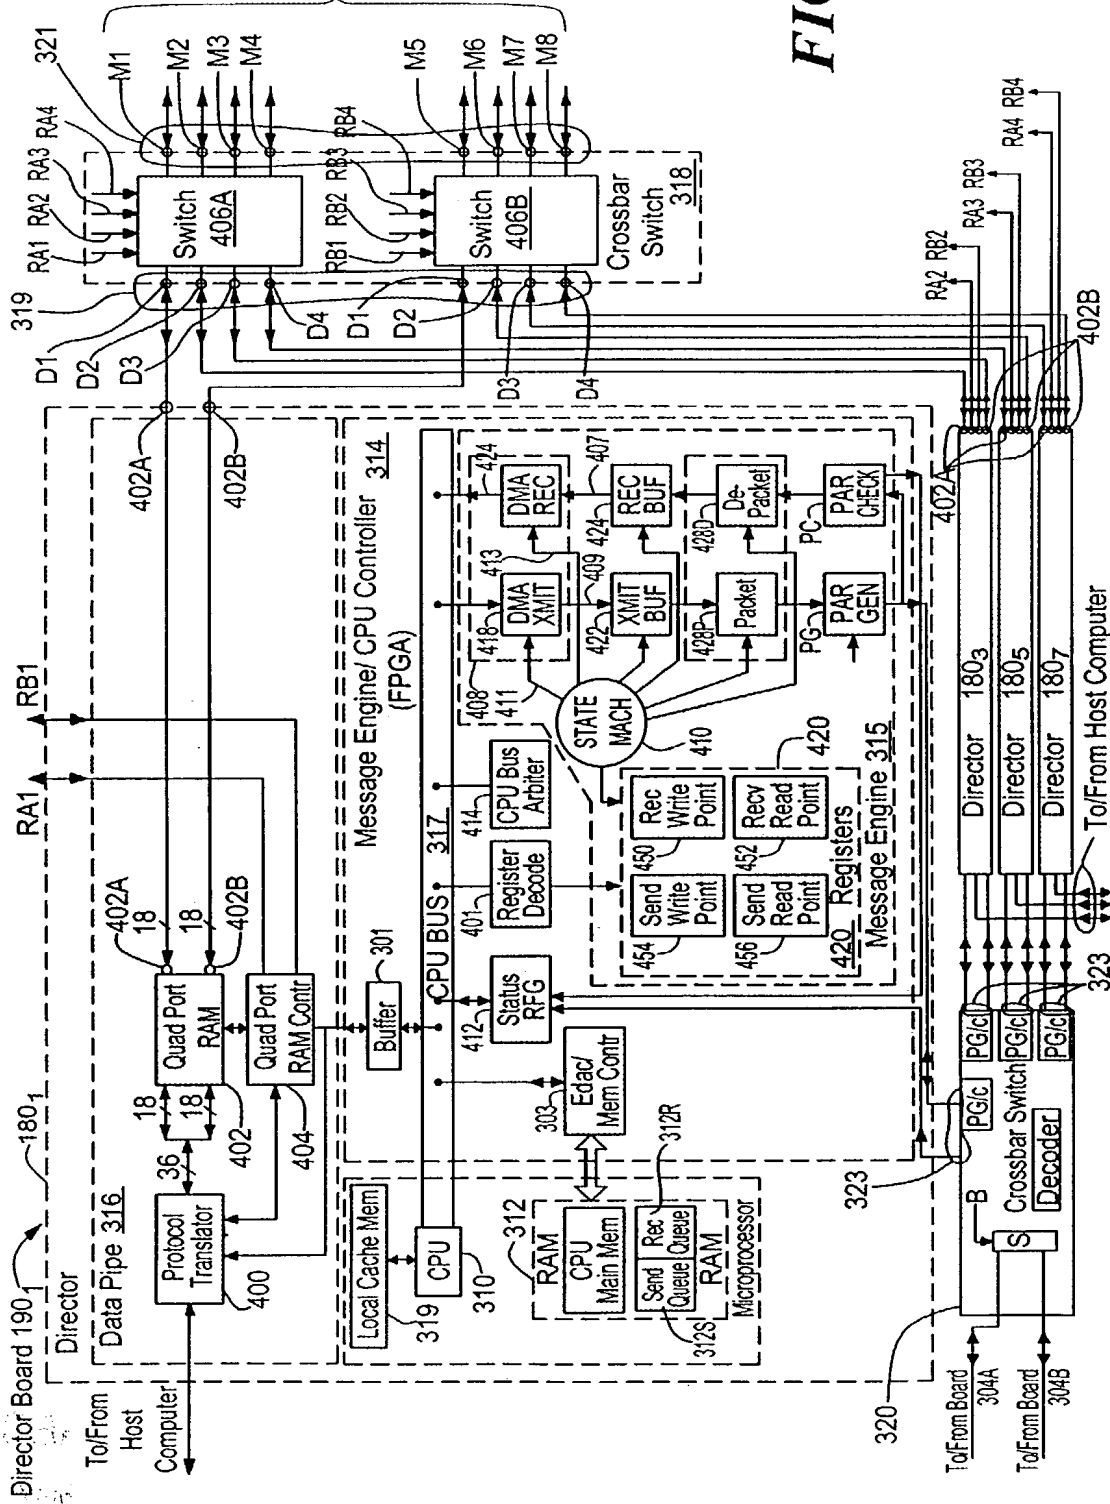 Director Board 190₁
180₁
Director
To/From
Host
Computer
Data Pipe 316
Protocol
Translator
400
36
18
18
Quad Port
RAM
402
Quad Port
RAM Contr
404
402A
18
18
402B
RA1
RB1
402A
402B
Message Engine/ CPU Controller
(FPGA)
314
Local Cache Mem
319
CPU
310
CPU BUS
317
Buffer
301
RAM
312
CPU
Main Mem
Send
Queue
Rec
Queue
RAM
312S
312R
Microprocessor
303
Edac/
Mem Contr
412
Status
RFG
401
Register
Decode
414
CPU Bus
Arbiter
454
Send
Write
Point
450
Rec
Write
Point
456
Send
Read
Point
452
Recv
Read
Point
420
Registers
420
Message Engine 315
STATE
MACH
410
408
411
413
418
DMA
XMIT
409
422
XMIT
BUF
428P
Packet
PG
PAR
GEN
424
DMA
REC
407
424
REC
BUF
428D
De-
Packet
PC
PAR
CHECK
319
D1
D2
D3
D4
D1
D2
D3
D4
RA1
RA2
RA3
RA4
Switch
406A
RB1
RB2
RB3
RB4
Switch
406B
Crossbar
Switch
318
321
M1
M2
M3
M4
M5
M6
M7
M8
FIG
320
To/From Board
304A
To/From Board
304B
B
S
Crossbar Switch
Decoder
323
PG/c
PG/c
PG/c
PG/c
323
Director 180₃
Director 180₅
Director 180₇
To/From Host Computer
402A
402B
RA2
RB2
RA3
RB3
RA4
RB4